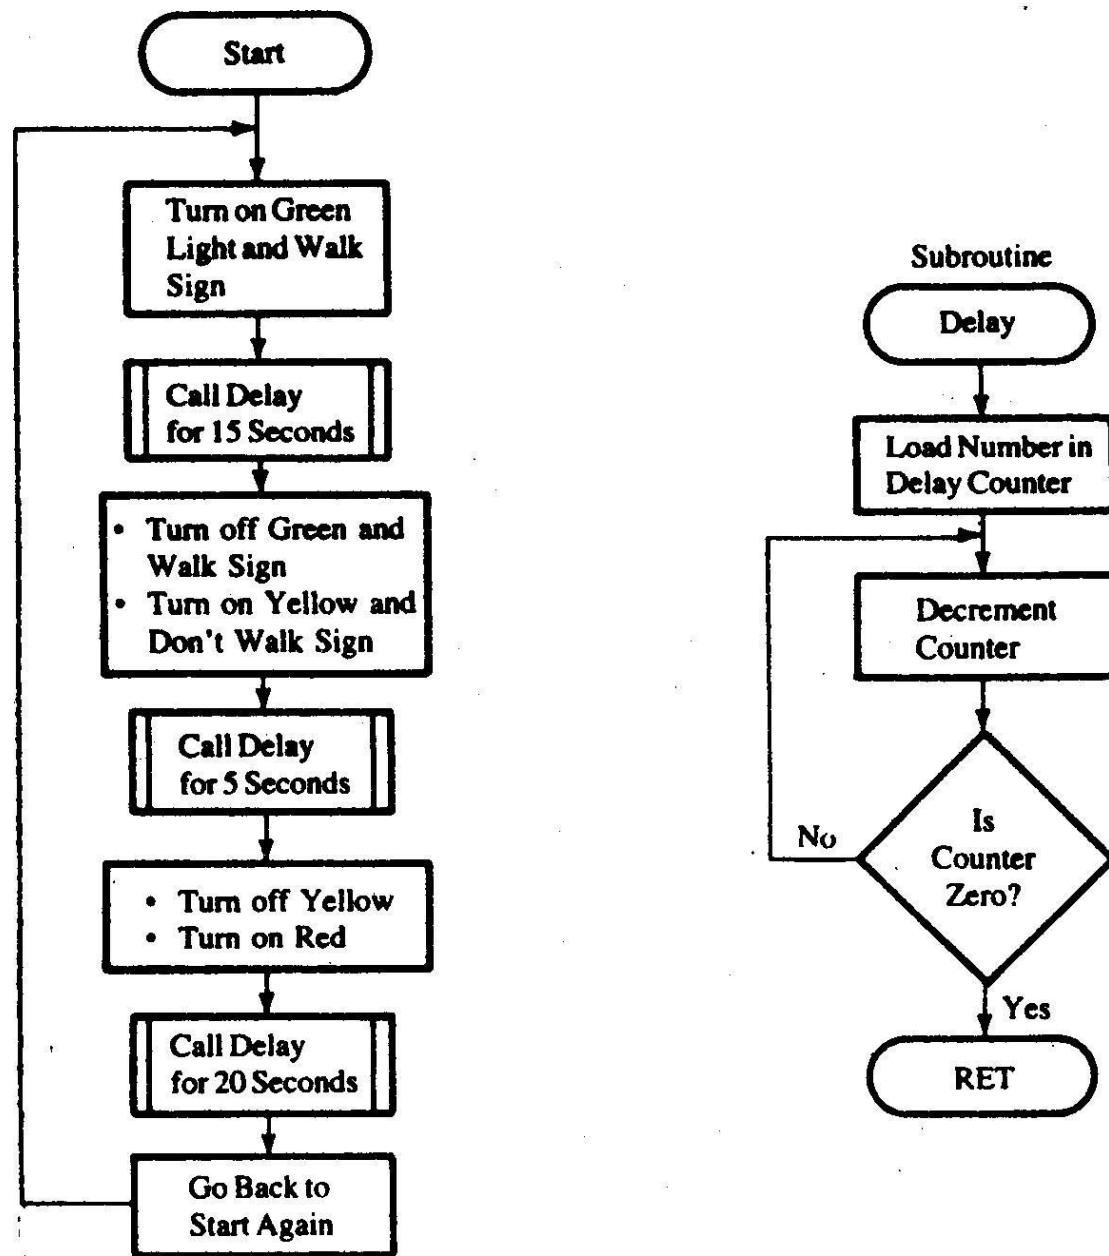 Start
Turn on Green
Light and Walk
Sign
Call Delay
for 15 Seconds
• Turn off Green and
Walk Sign
• Turn on Yellow and
Don't Walk Sign
Call Delay
for 5 Seconds
• Turn off Yellow
• Turn on Red
Call Delay
for 20 Seconds
Go Back to
Start Again
Subroutine
Delay
Load Number in
Delay Counter
Decrement
Counter
Is
Counter
Zero?
No
Yes
RET